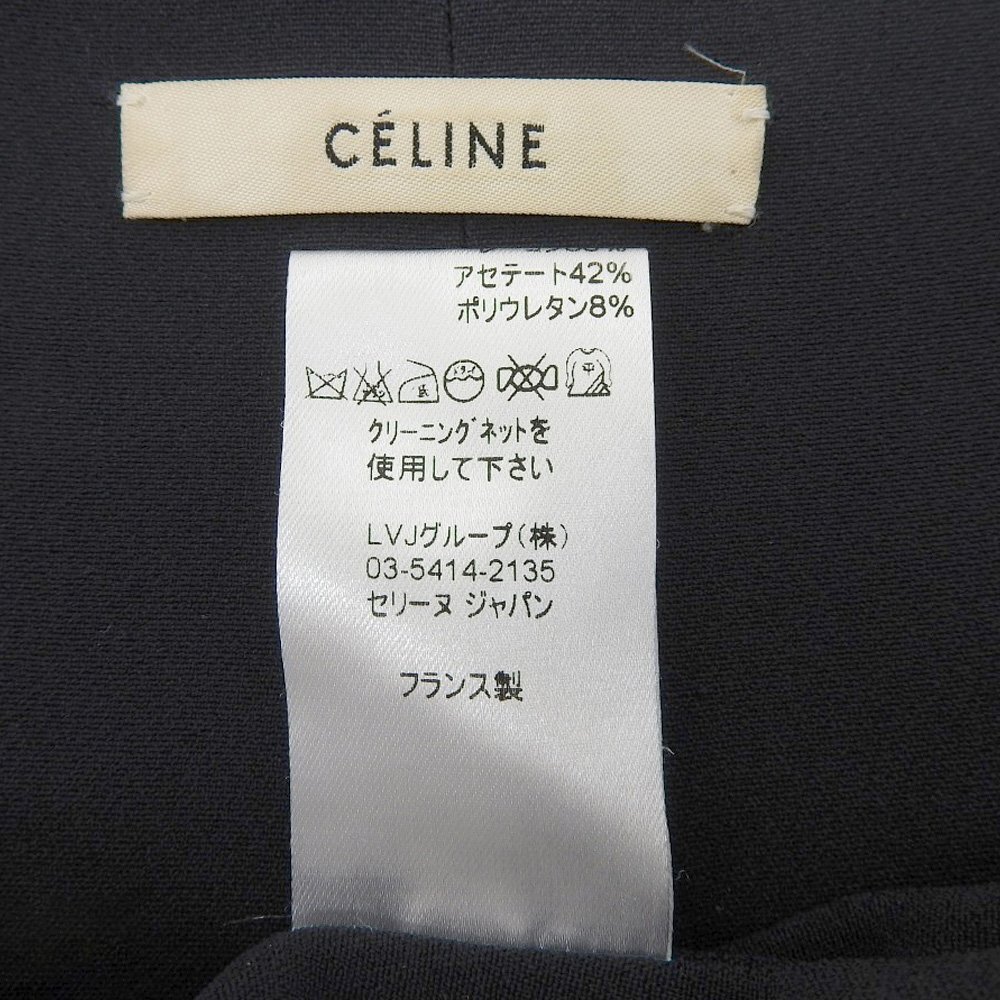 CÉLINE
アセテート42%
ポリウレタン8%
クリーニングネットを
使用して下さい
LVJグループ(株)
03-5414-2135
セリーヌ ジャパン
フランス製